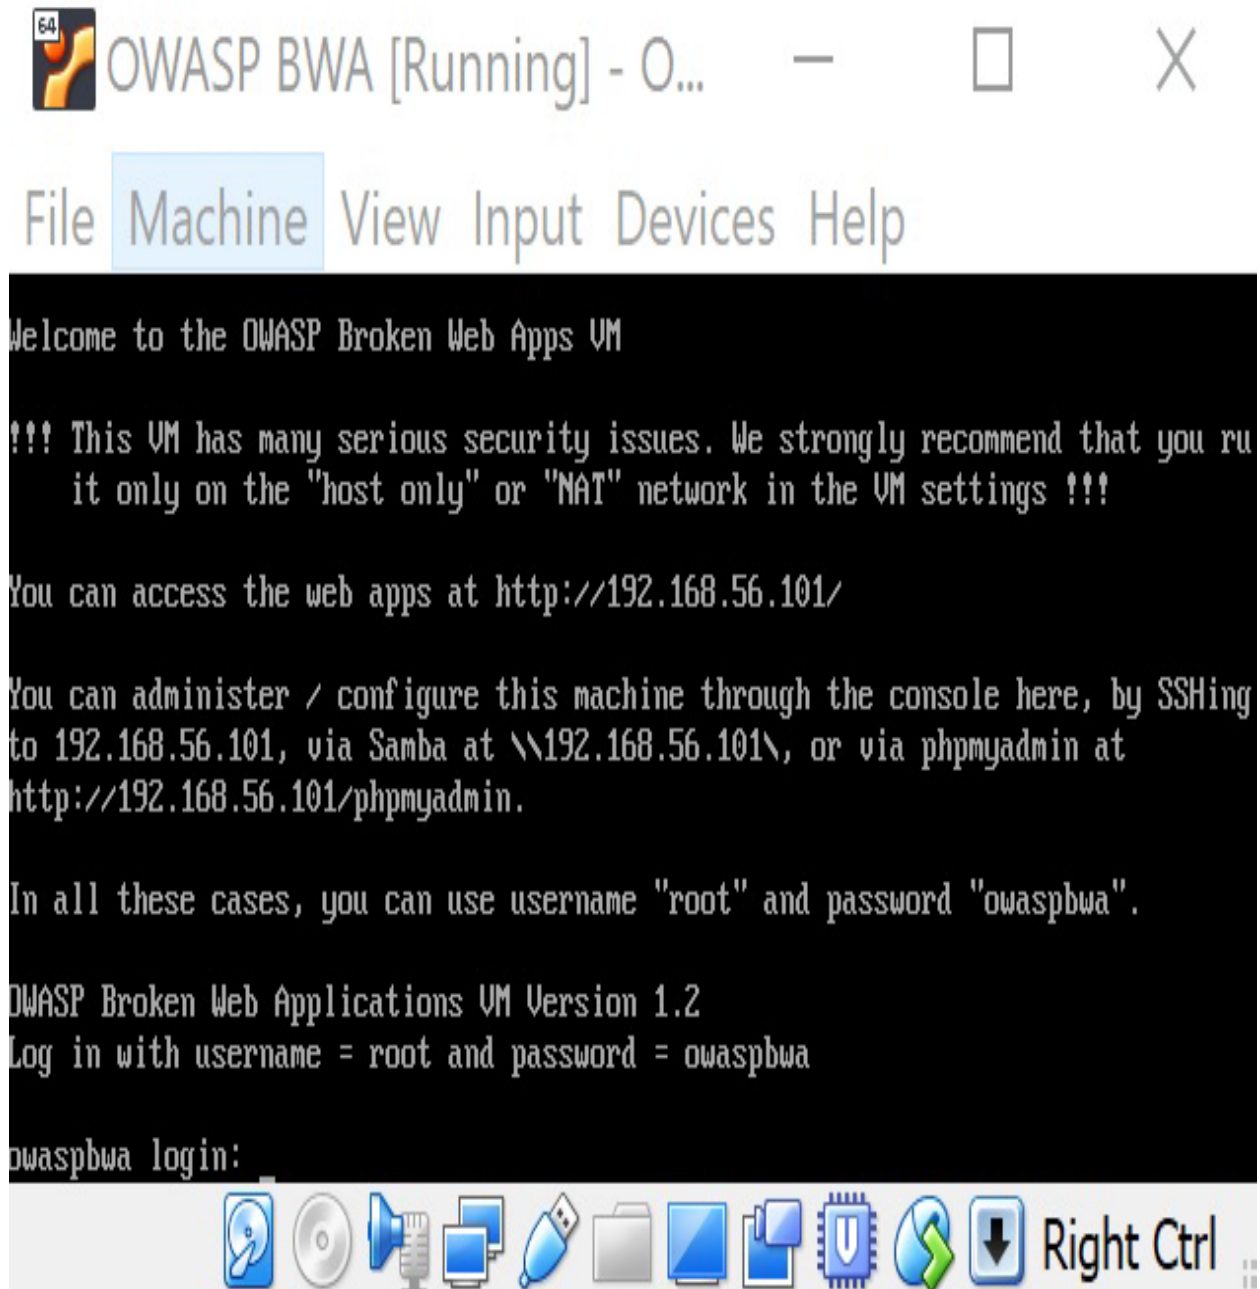 64
OWASP BWA [Running] - O...
File Machine View Input Devices Help
Welcome to the OWASP Broken Web Apps VM
!!! This VM has many serious security issues. We strongly recommend that you ru
it only on the "host only" or "NAT" network in the VM settings !!!
You can access the web apps at http://192.168.56.101/
You can administer / configure this machine through the console here, by SSHing
to 192.168.56.101, via Samba at \\192.168.56.101\, or via phpmyadmin at
http://192.168.56.101/phpmyadmin.
In all these cases, you can use username "root" and password "owaspbwa".
OWASP Broken Web Applications VM Version 1.2
Log in with username = root and password = owaspbwa
owaspbwa login: _
Right Ctrl